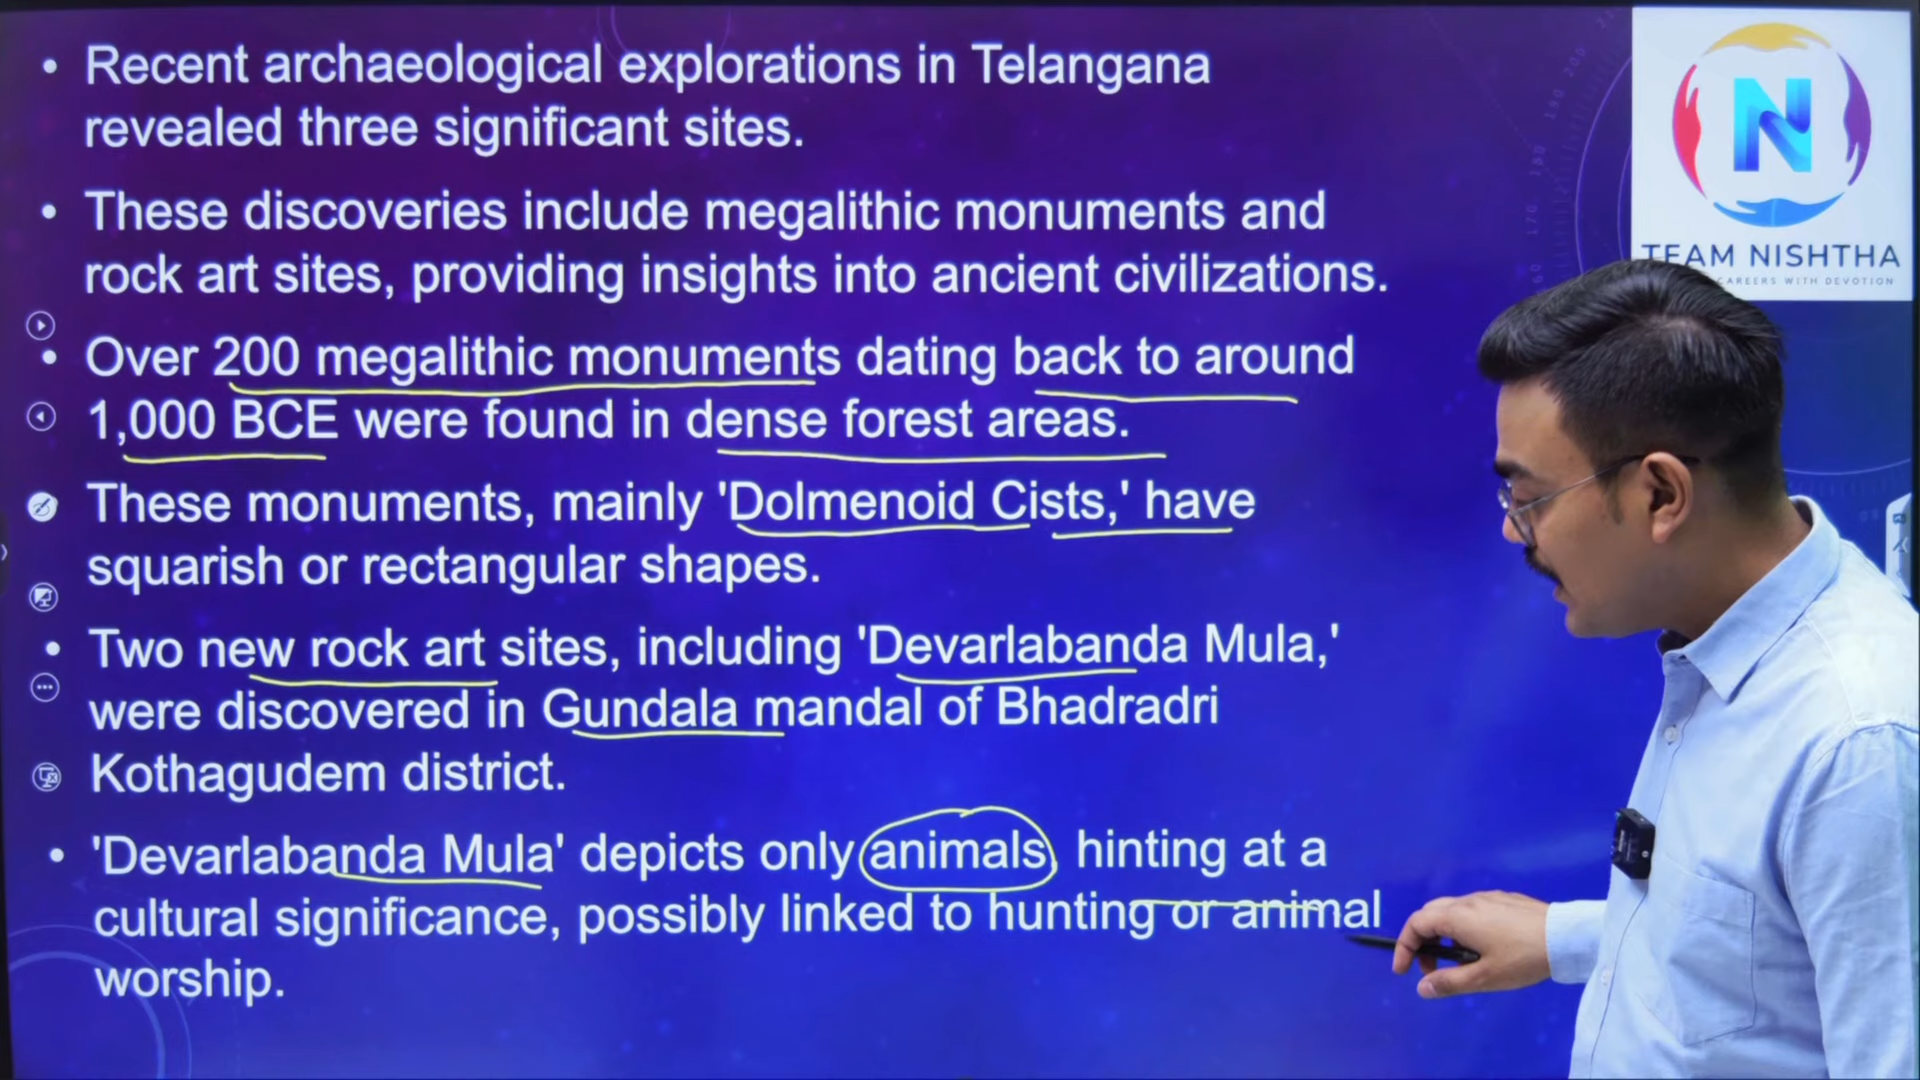 • Recent archaeological explorations in Telangana
revealed three significant sites.
• These discoveries include megalithic monuments and
rock art sites, providing insights into ancient civilizations.
• Over 200 megalithic monuments dating back to around
1,000 BCE were found in dense forest areas.
These monuments, mainly 'Dolmenoid Cists,' have
squarish or rectangular shapes.
• Two new rock art sites, including 'Devarlabanda Mula,'
were discovered in Gundala mandal of Bhadradri
Kothagudem district.
• 'Devarlabanda Mula' depicts only animals, hinting at a
cultural significance, possibly linked to hunting or animal
worship.
N
TEAM NISHTHA
CAREERS WITH DEVOTION